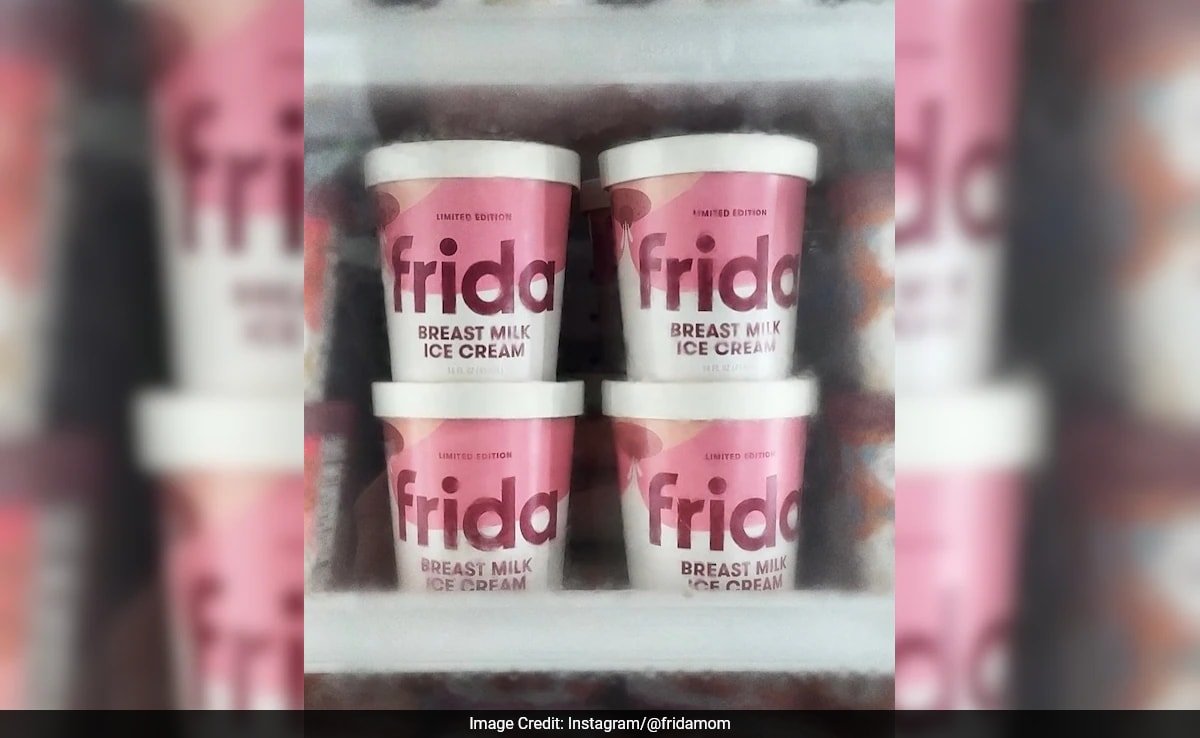 LIMITED EDITION
frida
BREAST MILK
ICE CREAM
LIMITED EDITION
frida
BREAST MILK
ICE CREAM
LIMITED EDITION
frida
BREAST MILK
ICE CREAM
LIMITED EDITION
frida
BREAST MILK
ICE CREAM
Image Credit: Instagram/@fridamom